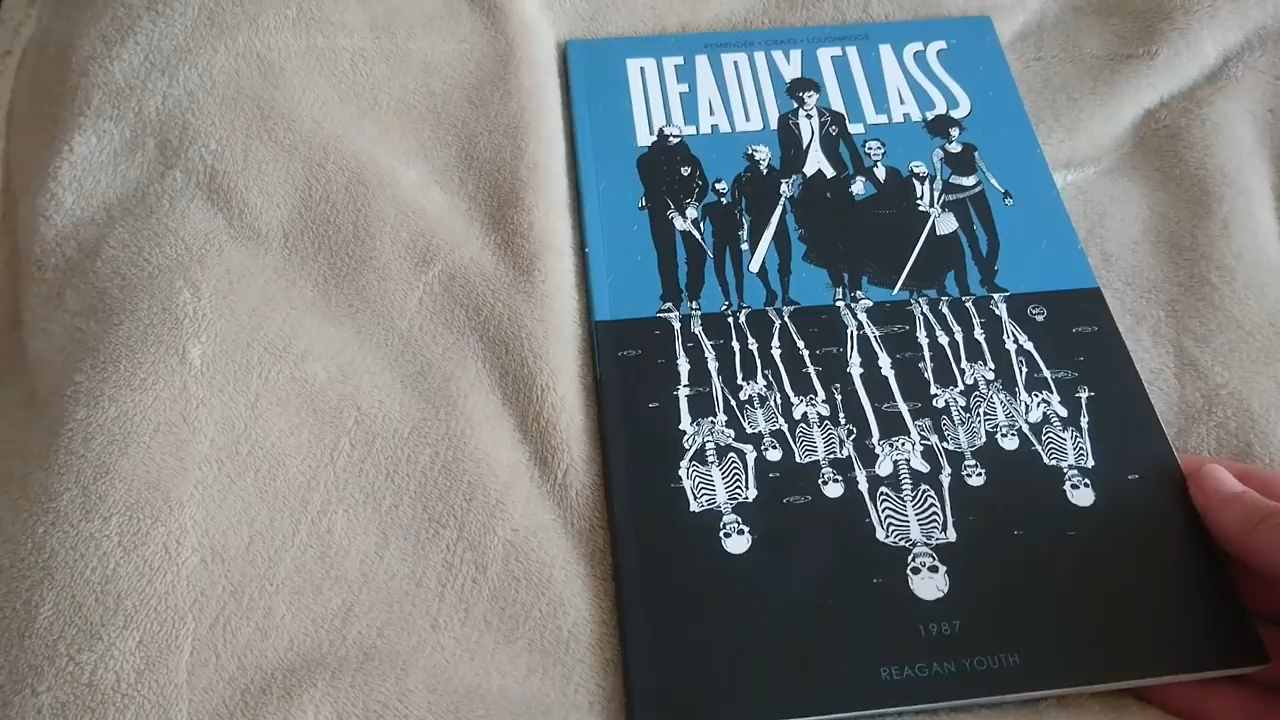 REMENDER • CRAIG • LOUGHRIDGE
DEADLY CLASS
1987
REAGAN YOUTH